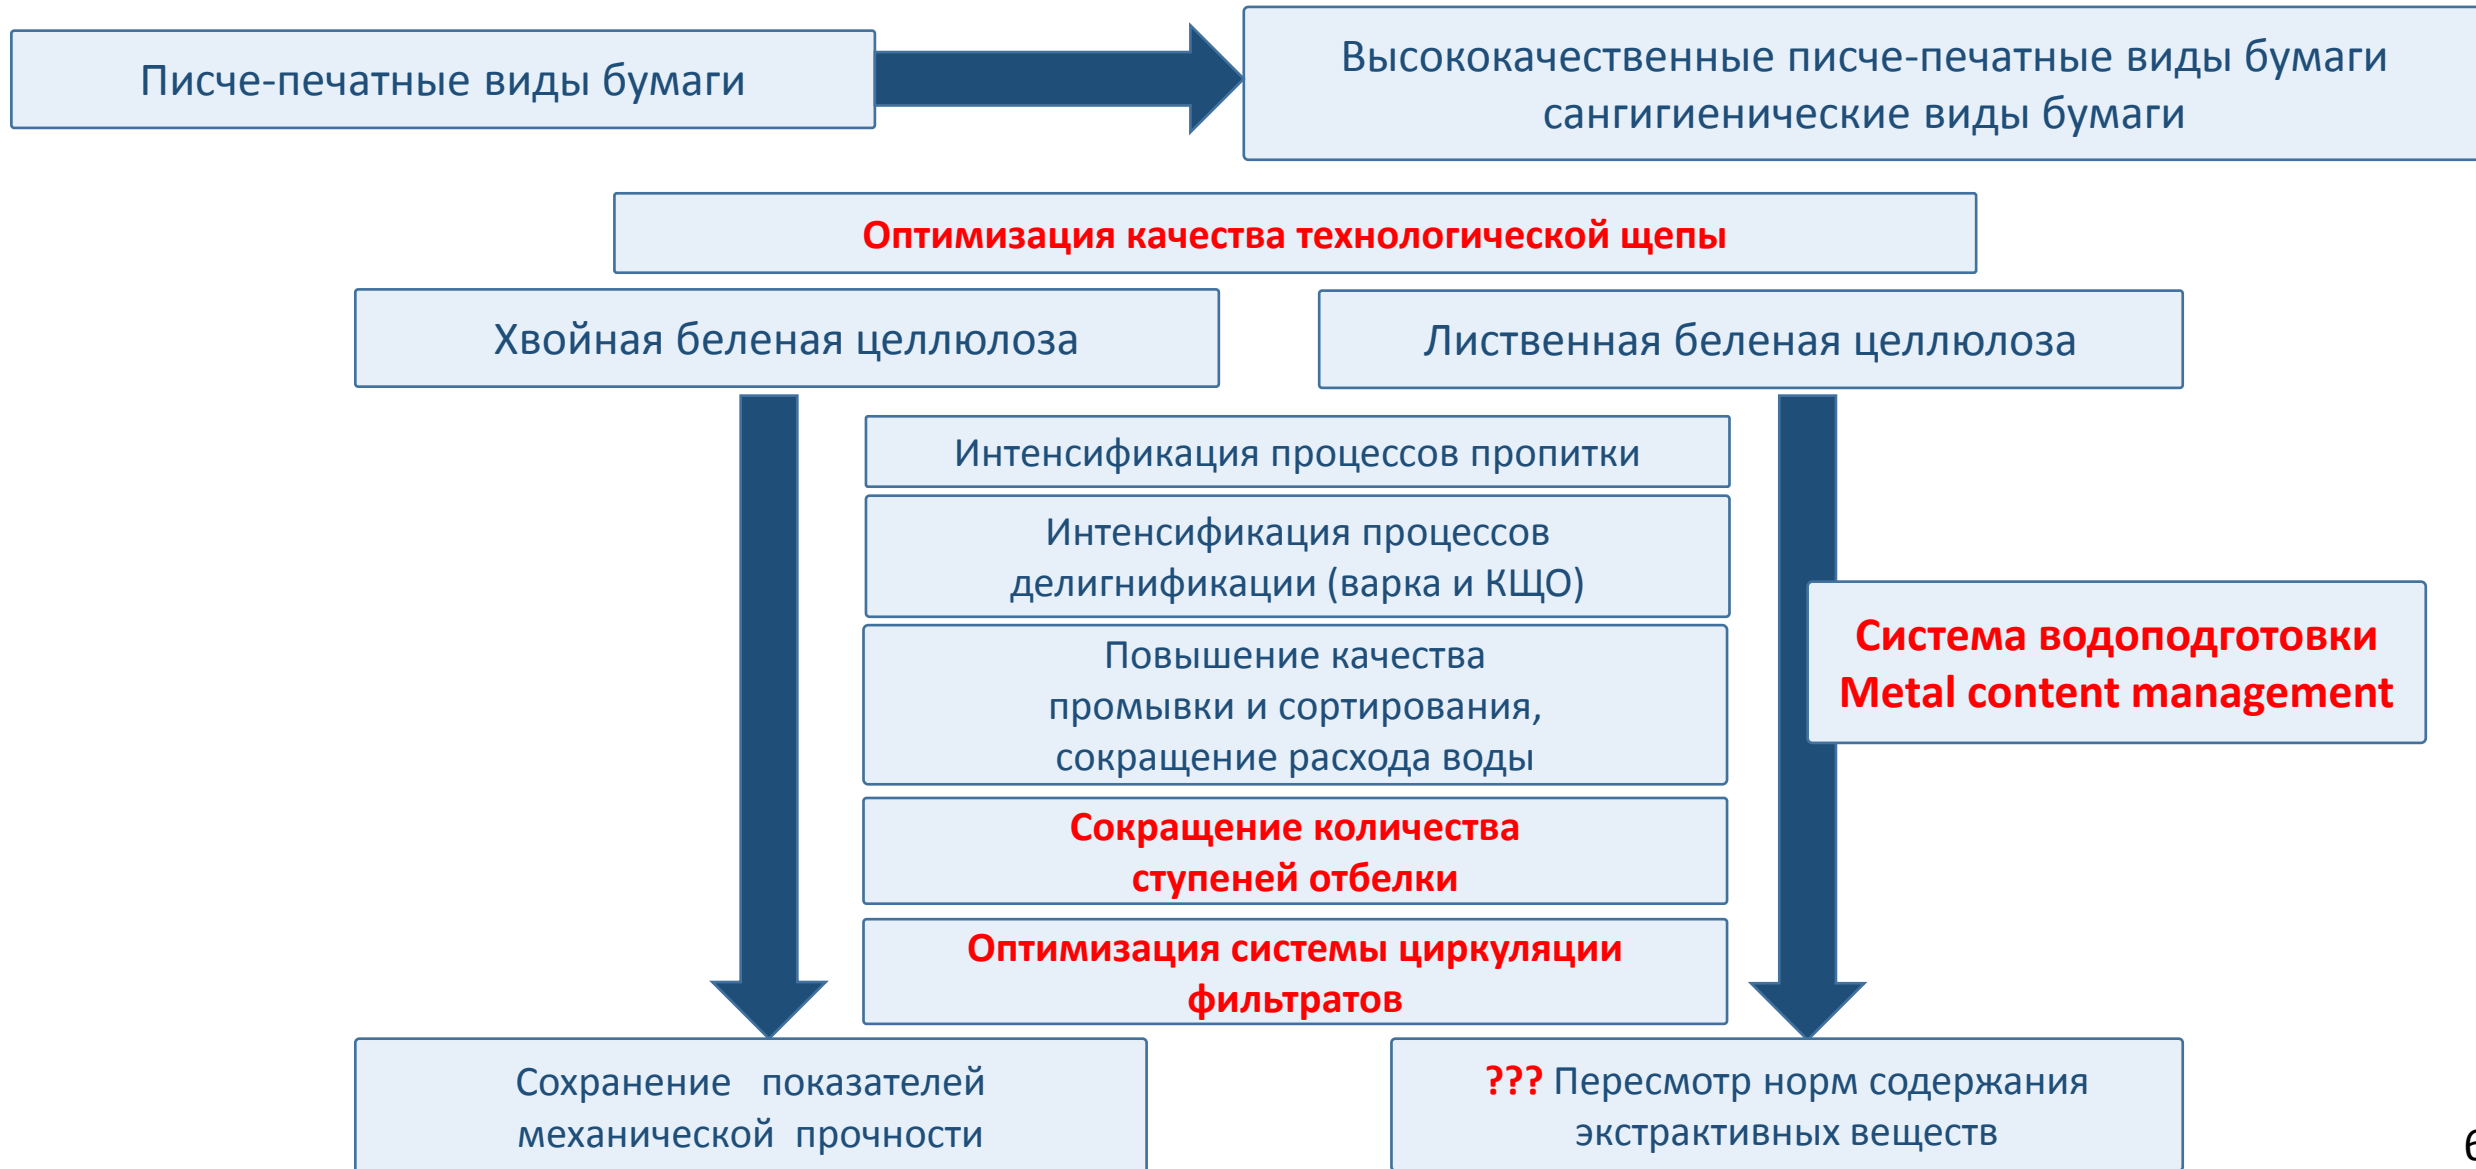 Писче-печатные виды бумаги
Высококачественные писче-печатные виды бумаги
сангигиенические виды бумаги
Оптимизация качества технологической щепы
Хвойная беленая целлюлоза
Лиственная беленая целлюлоза
Интенсификация процессов пропитки
Интенсификация процессов
делигнификации (варка и КЩО)
Повышение качества
промывки и сортирования,
сокращение расхода воды
Система водоподготовки
Metal content management
Сокращение количества
ступеней отбелки
Оптимизация системы циркуляции
фильтратов
Сохранение показателей
механической прочности
??? Пересмотр норм содержания
экстрактивных веществ